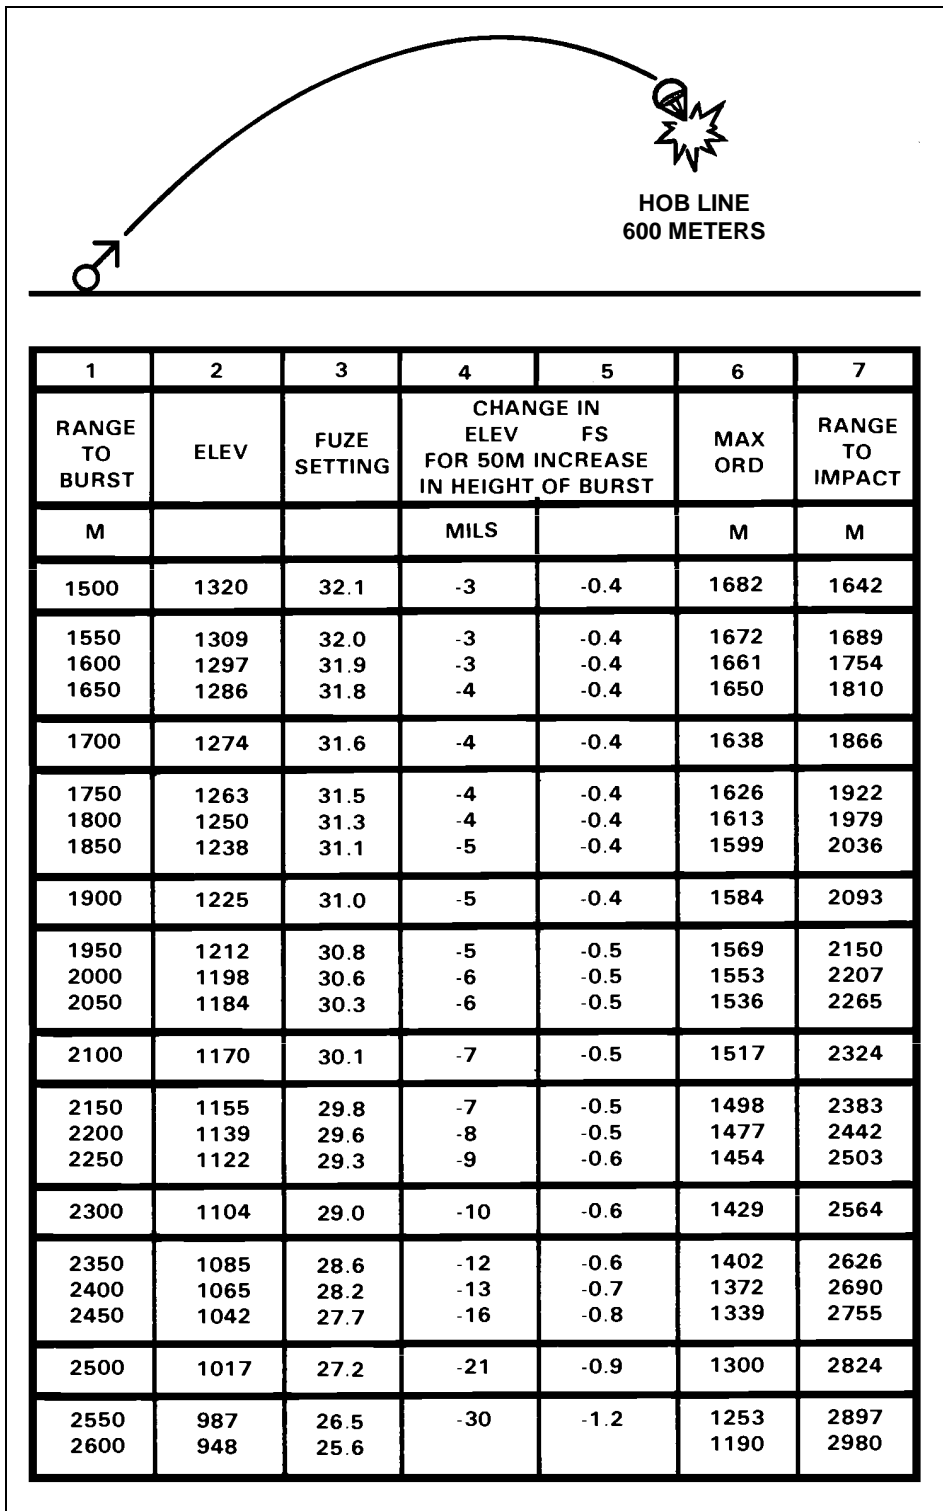 HOB LINE
600 METERS
1 2 3 4 5 6 7
RANGE TO BURST ELEV FUZE SETTING CHANGE IN ELEV FS FOR 50M INCREASE IN HEIGHT OF BURST MAX ORD RANGE TO IMPACT
M MILS M M
1500 1320 32.1 -3 -0.4 1682 1642
1550 1309 32.0 -3 -0.4 1672 1689
1600 1297 31.9 -3 -0.4 1661 1754
1650 1286 31.8 -4 -0.4 1650 1810
1700 1274 31.6 -4 -0.4 1638 1866
1750 1263 31.5 -4 -0.4 1626 1922
1800 1250 31.3 -4 -0.4 1613 1979
1850 1238 31.1 -5 -0.4 1599 2036
1900 1225 31.0 -5 -0.4 1584 2093
1950 1212 30.8 -5 -0.5 1569 2150
2000 1198 30.6 -6 -0.5 1553 2207
2050 1184 30.3 -6 -0.5 1536 2265
2100 1170 30.1 -7 -0.5 1517 2324
2150 1155 29.8 -7 -0.5 1498 2383
2200 1139 29.6 -8 -0.5 1477 2442
2250 1122 29.3 -9 -0.6 1454 2503
2300 1104 29.0 -10 -0.6 1429 2564
2350 1085 28.6 -12 -0.6 1402 2626
2400 1065 28.2 -13 -0.7 1372 2690
2450 1042 27.7 -16 -0.8 1339 2755
2500 1017 27.2 -21 -0.9 1300 2824
2550 987 26.5 -30 -1.2 1253 2897
2600 948 25.6 1190 2980